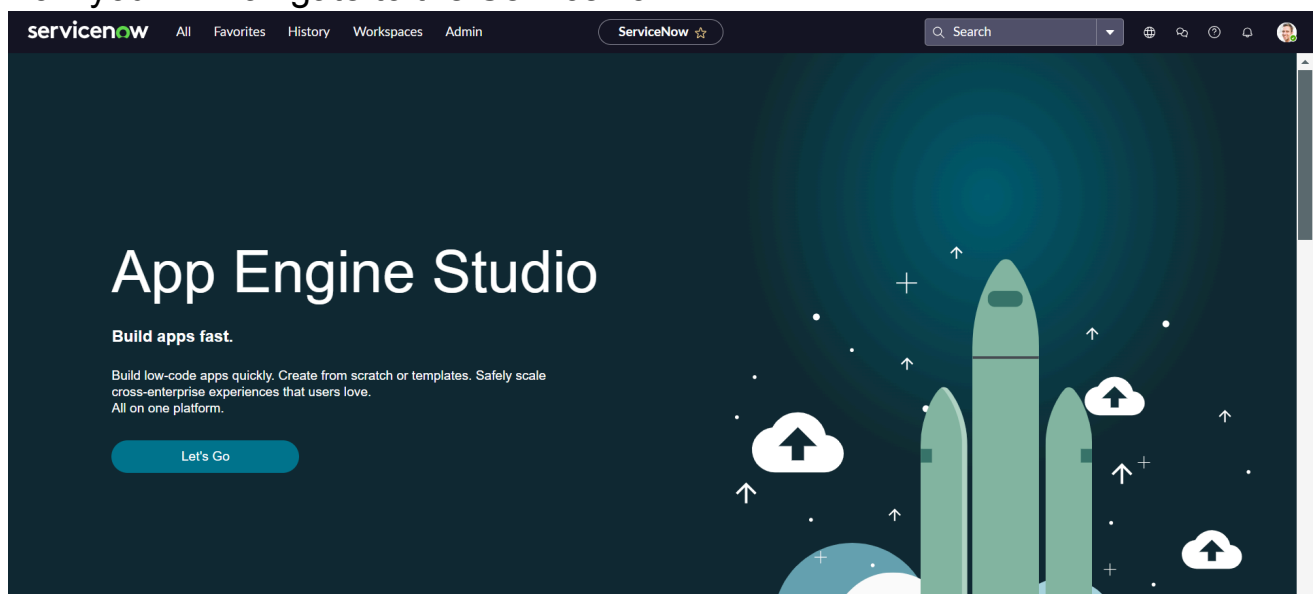 servicenow All Favorites History Workspaces Admin ServiceNow Search
App Engine Studio
Build apps fast.
Build low-code apps quickly. Create from scratch or templates. Safely scale
cross-enterprise experiences that users love.
All on one platform.
Let's Go